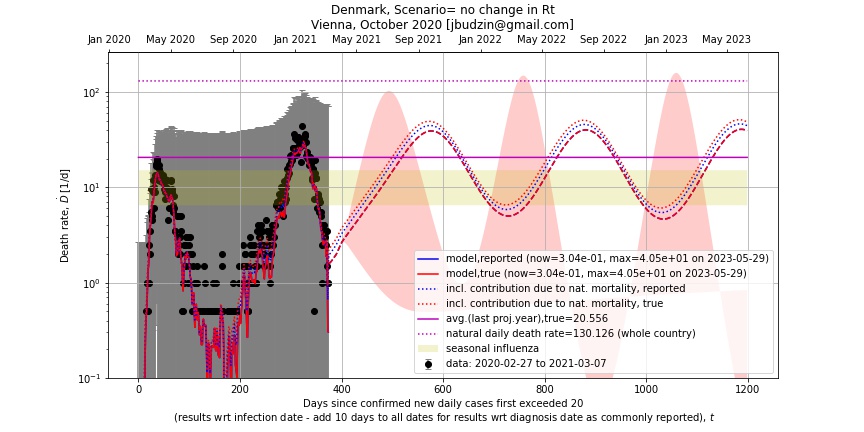 Denmark, Scenario= no change in Rt
Vienna, October 2020 [jbudzin@gmail.com]
Jan 2020 May 2020 Sep 2020 Jan 2021 May 2021 Sep 2021 Jan 2022 May 2022 Sep 2022 Jan 2023 May 2023
10²
10¹
10⁰
10⁻¹
Death rate, D [1/d]
model,reported (now=3.04e-01, max=4.05e+01 on 2023-05-29)
model,true (now=3.04e-01, max=4.05e+01 on 2023-05-29)
incl. contribution due to nat. mortality, reported
incl. contribution due to nat. mortality, true
avg.(last proj.year),true=20.556
natural daily death rate=130.126 (whole country)
seasonal influenza
data: 2020-02-27 to 2021-03-07
0 200 400 600 800 1000 1200
Days since confirmed new daily cases first exceeded 20
(results wrt infection date - add 10 days to all dates for results wrt diagnosis date as commonly reported), t